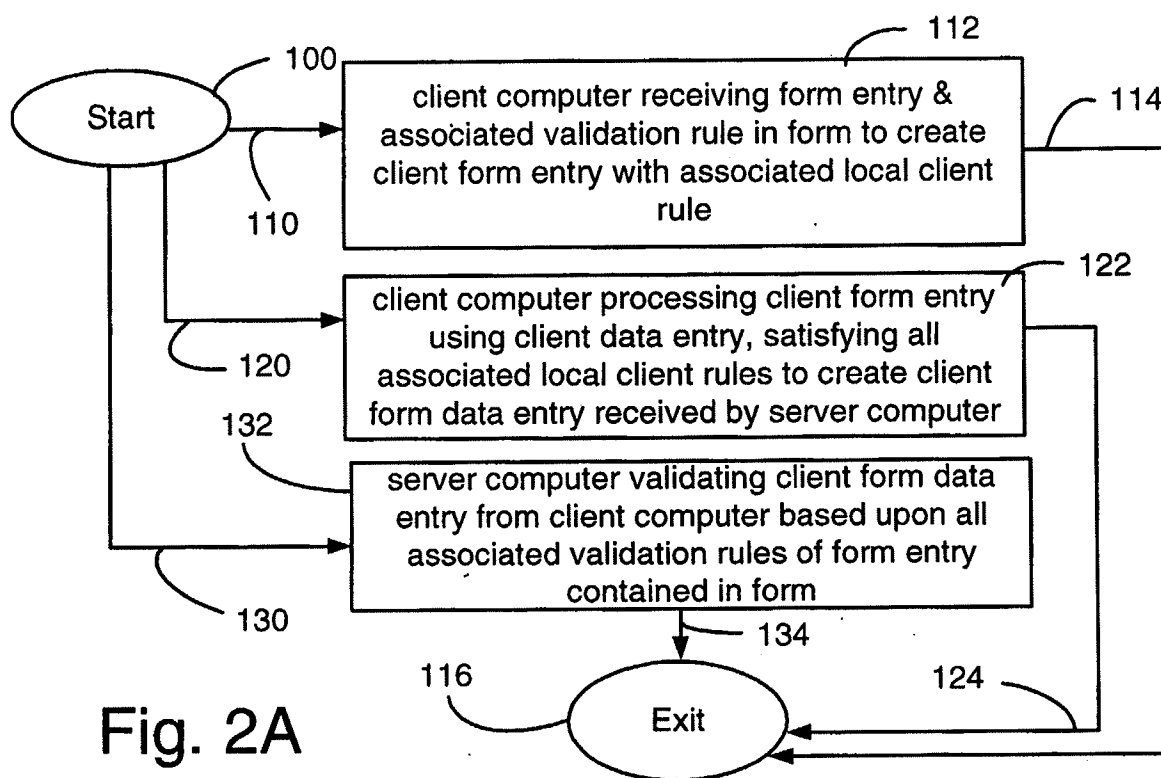 112
100
Start
client computer receiving form entry &
associated validation rule in form to create
client form entry with associated local client
rule
114
110
122
client computer processing client form entry
using client data entry, satisfying all
associated local client rules to create client
form data entry received by server computer
120
132
server computer validating client form data
entry from client computer based upon all
associated validation rules of form entry
contained in form
130
134
116
Exit
124
Fig. 2A